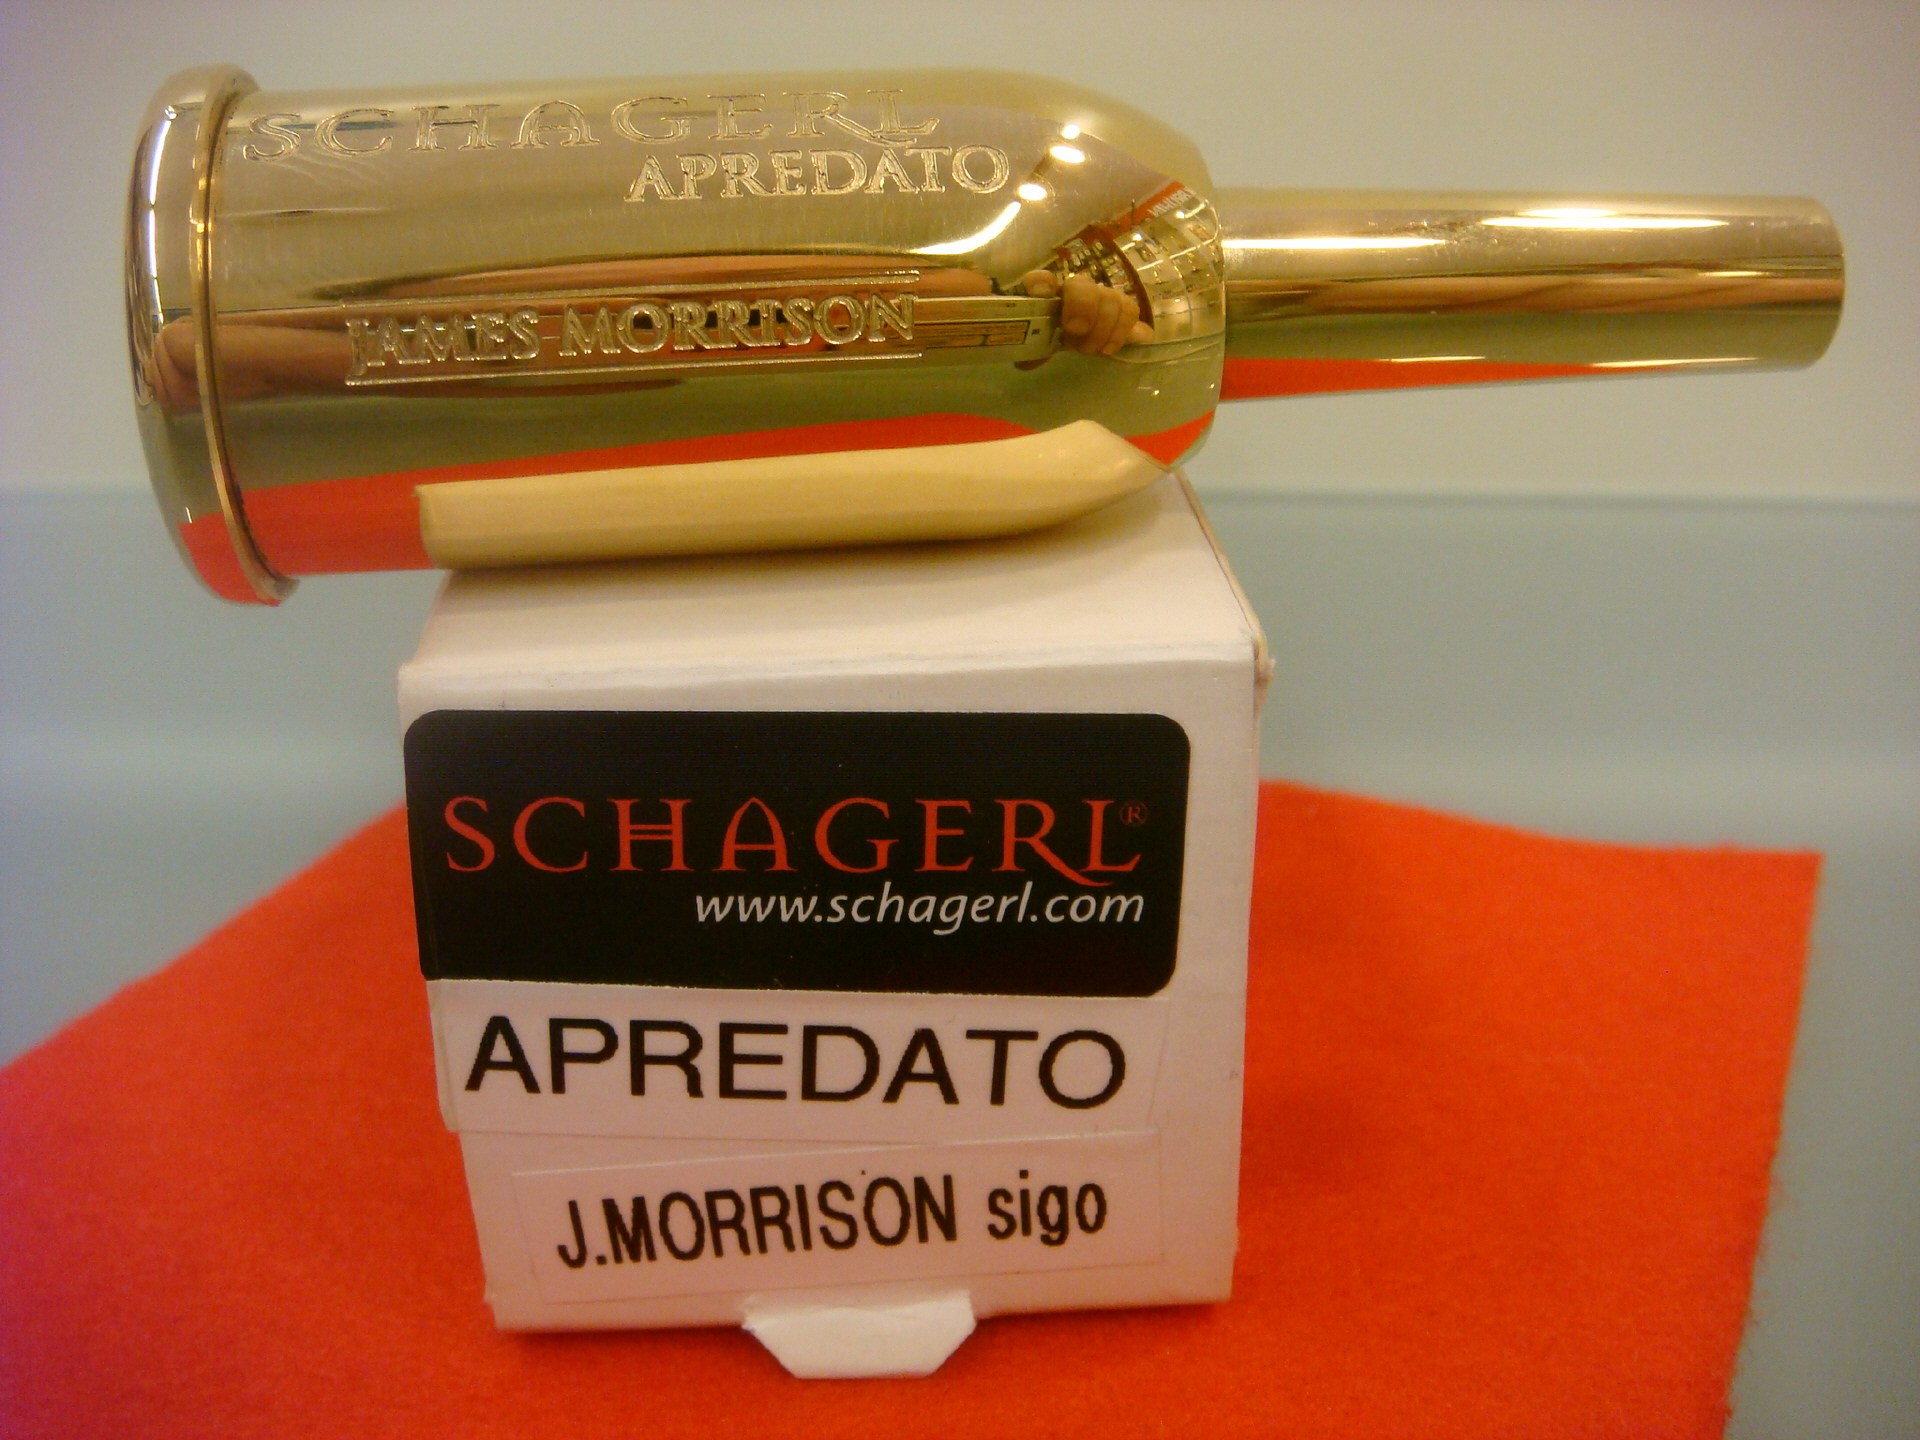 SCHAGERL
APREDATO
JAMES MORRISON
SCHAGERL®
www.schagerl.com
APREDATO
J.MORRISON sigo